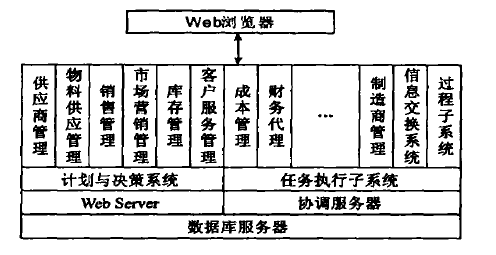 Web浏览器
供应商管理
物料供应管理
销售管理
市场营销管理
库存管理
客户服务管理
成本管理
财务代理
...
制造商管理
信息交换系统
过程子系统
计划与决策系统
任务执行子系统
Web Server
协调服务器
数据库服务器